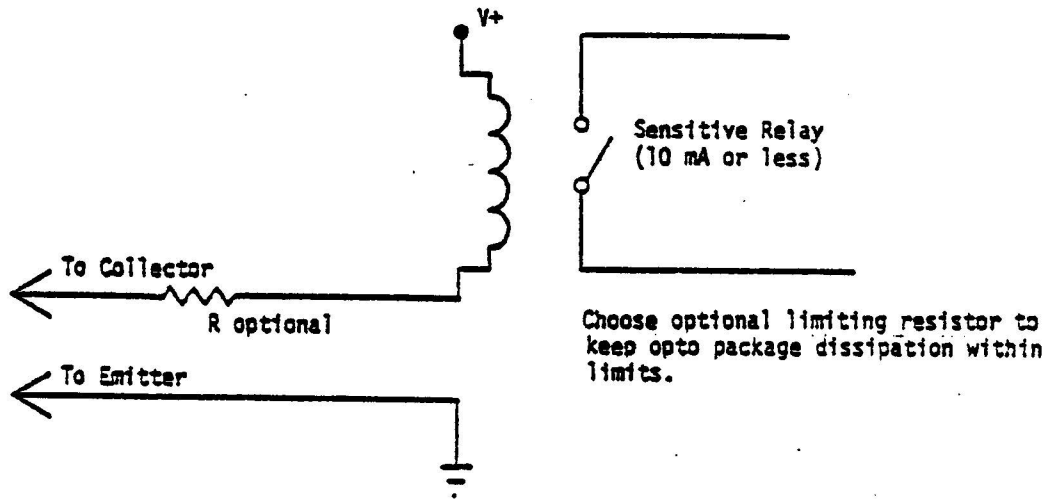 V+
Sensitive Relay
(10 mA or less)
To Collector
R optional
Choose optional limiting resistor to
keep opto package dissipation within
limits.
To Emitter